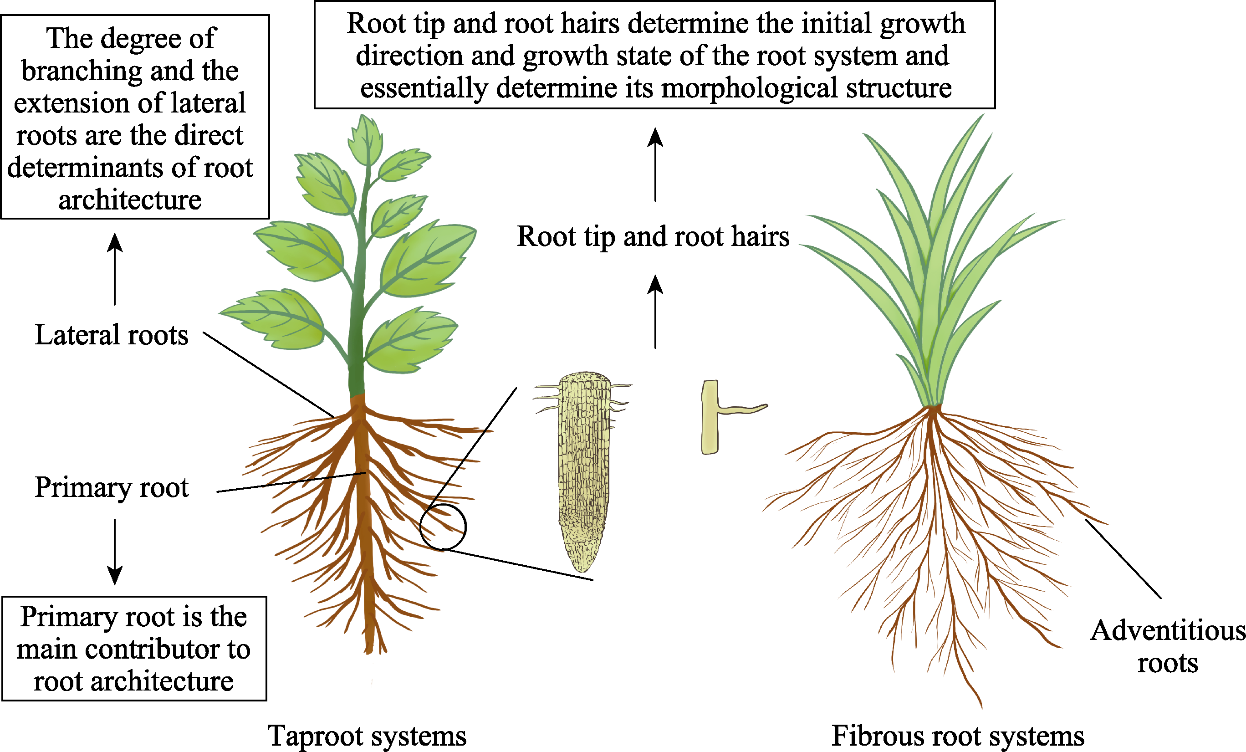 The degree of
branching and the
extension of lateral
roots are the direct
determinants of root
architecture
Root tip and root hairs determine the initial growth
direction and growth state of the root system and
essentially determine its morphological structure
Root tip and root hairs
Lateral roots
Primary root
Primary root is the
main contributor to
root architecture
Adventitious
roots
Taproot systems
Fibrous root systems